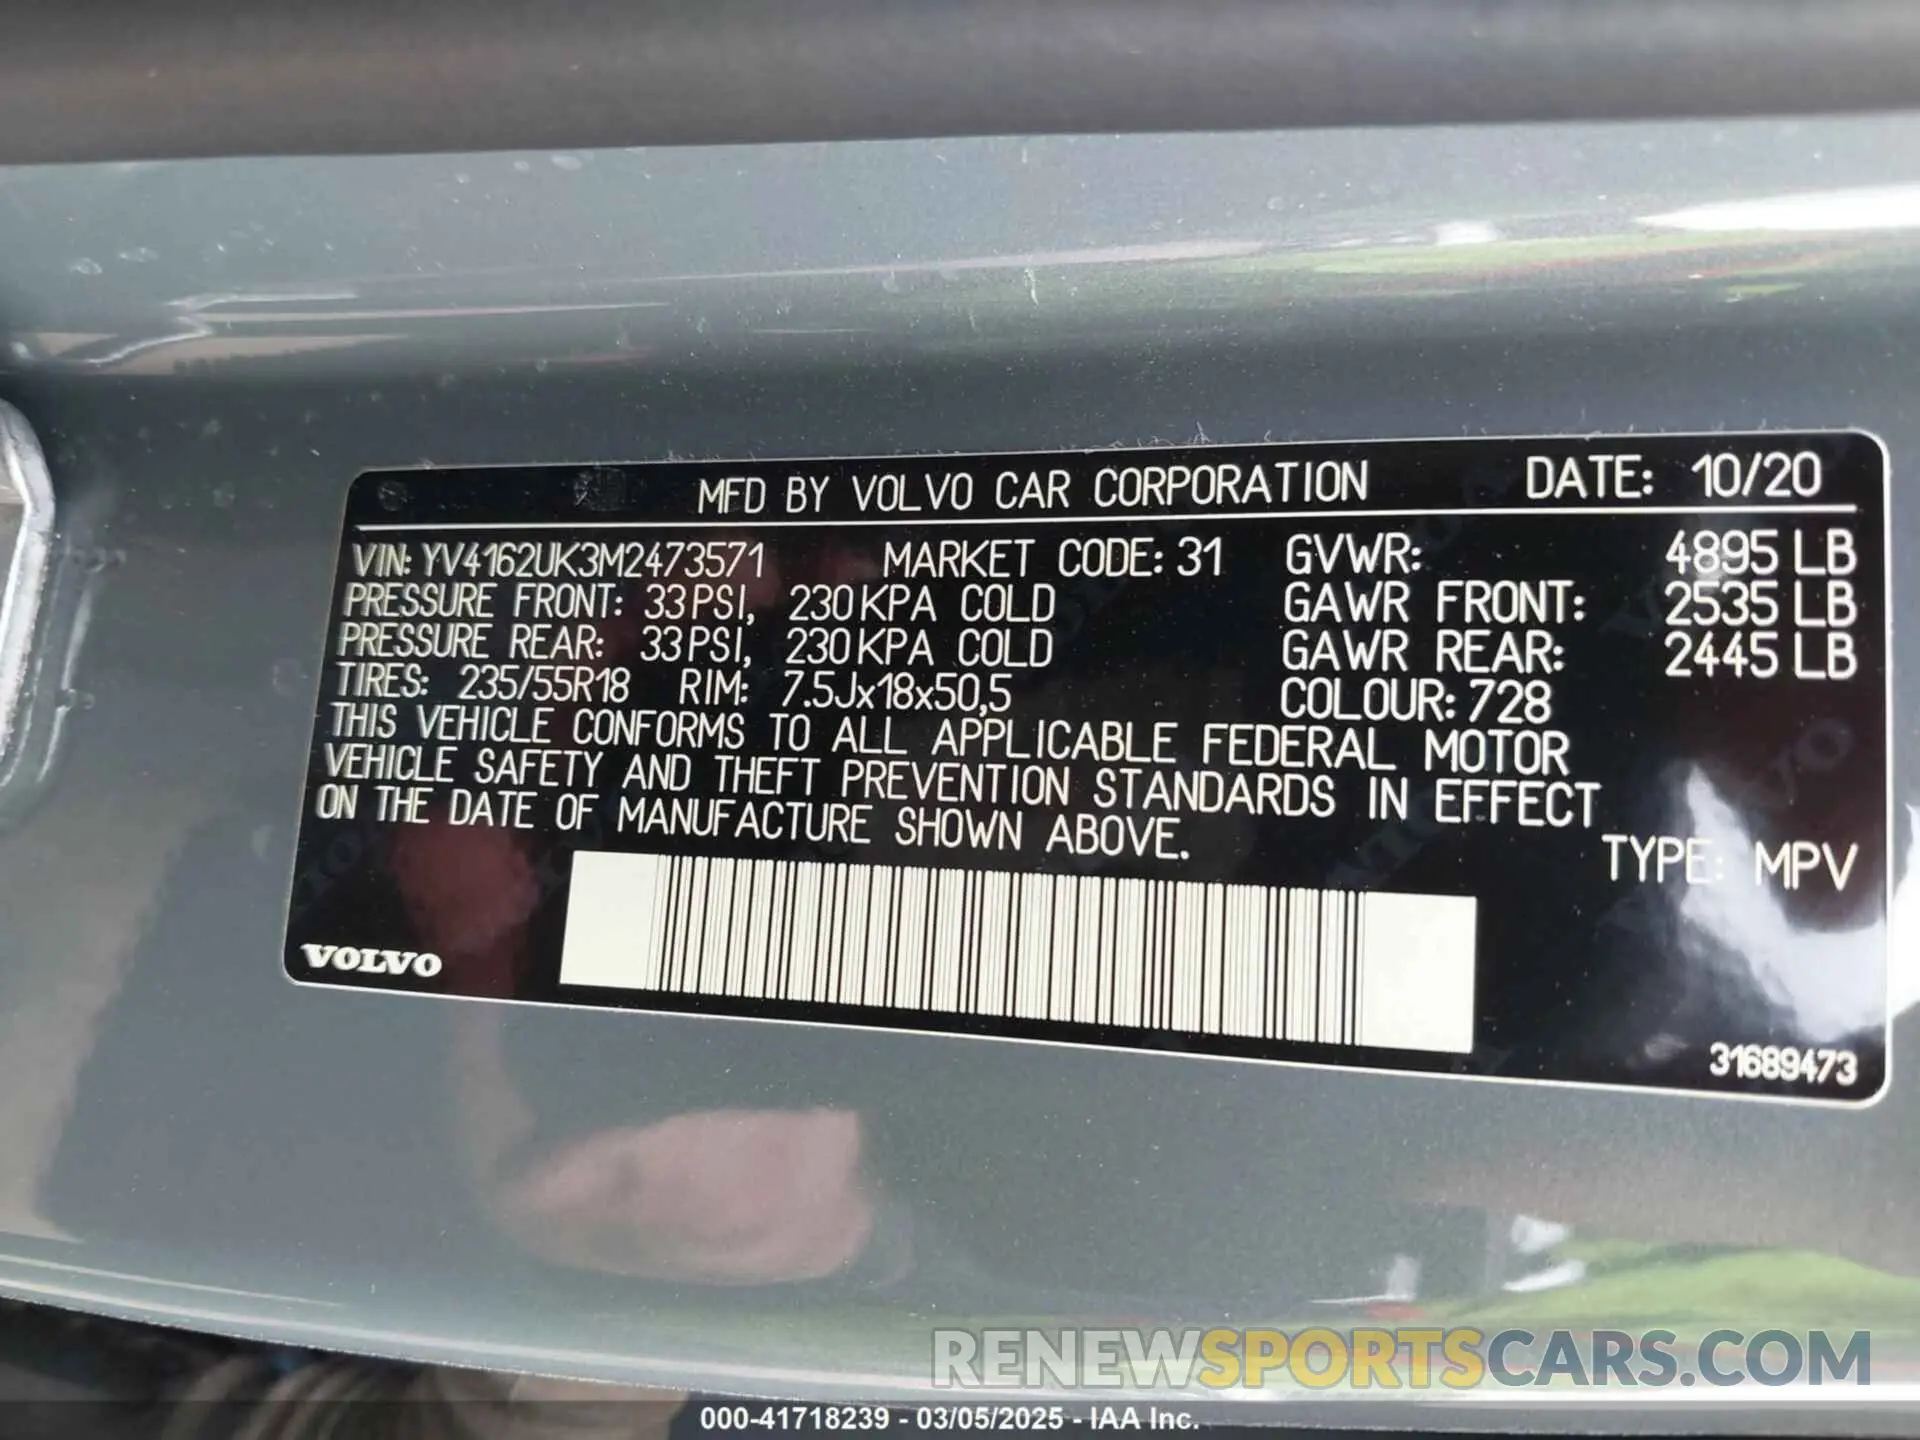 MFD BY VOLVO CAR CORPORATION DATE: 10/20
VIN: YV4162UK3M2473571 MARKET CODE: 31 GVWR: 4895 LB
PRESSURE FRONT: 33 PSI, 230 KPA COLD GAWR FRONT: 2535 LB
PRESSURE REAR: 33 PSI, 230 KPA COLD GAWR REAR: 2445 LB
TIRES: 235/55R18 RIM: 7.5Jx18x50,5 COLOUR: 728
THIS VEHICLE CONFORMS TO ALL APPLICABLE FEDERAL MOTOR
VEHICLE SAFETY AND THEFT PREVENTION STANDARDS IN EFFECT
ON THE DATE OF MANUFACTURE SHOWN ABOVE.
TYPE: MPV
VOLVO
31689473
RENEWSPORTSCARS.COM
000-41718239 - 03/05/2025 - IAA Inc.